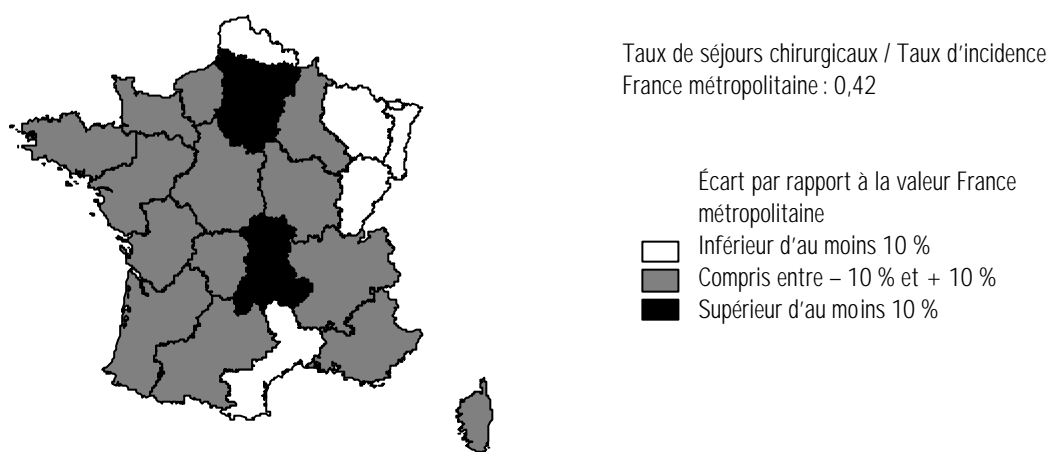 Taux de séjours chirurgicaux / Taux d'incidence
France métropolitaine : 0,42
Écart par rapport à la valeur France
métropolitaine
Inférieur d'au moins 10 %
Compris entre – 10 % et + 10 %
Supérieur d'au moins 10 %